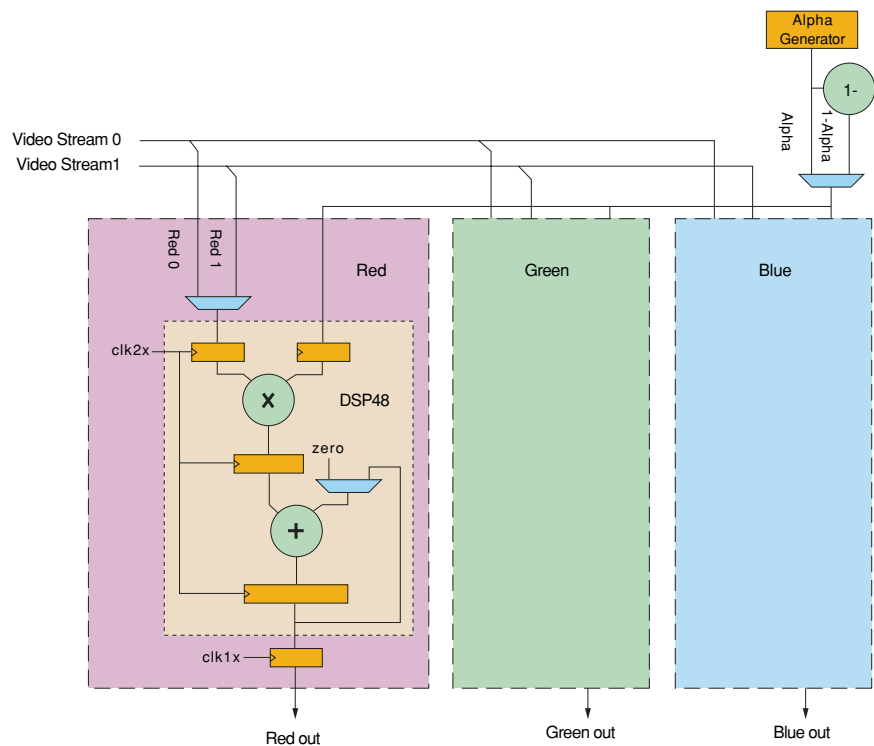 Alpha
Generator
1-
Alpha
1-Alpha
Video Stream 0
Video Stream1
Red 0
Red 1
Red
Green
Blue
clk2x
x
DSP48
zero
+
clk1x
Red out
Green out
Blue out